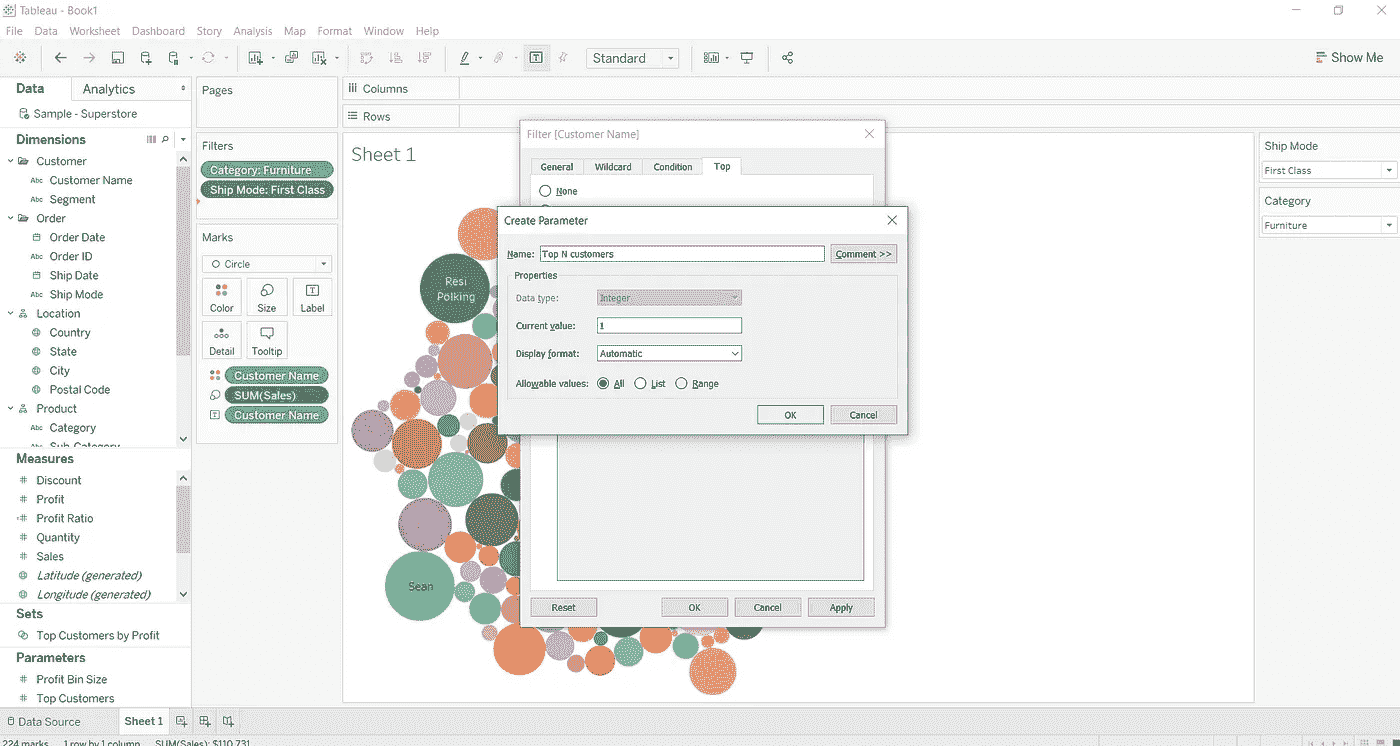 Tableau - Book1
File Data Worksheet Dashboard Story Analysis Map Format Window Help
Standard
Show Me
Data Analytics
Sample - Superstore
Dimensions
Customer
Abc Customer Name
Abc Segment
Order
Order Date
Abc Order ID
Ship Date
Abc Ship Mode
Location
Country
State
City
Postal Code
Product
Abc Category
Abc Sub-Category
Measures
# Discount
# Profit
# Profit Ratio
# Quantity
# Sales
Latitude (generated)
Longitude (generated)
Sets
Top Customers by Profit
Parameters
# Profit Bin Size
# Top Customers
Data Source Sheet 1
224 marks 1 row by 1 column SUM(Sales): $110,731
Pages
Filters
Category: Furniture
Ship Mode: First Class
Marks
Circle
Color Size Label
Detail Tooltip
Customer Name
SUM(Sales)
Customer Name
Columns
Rows
Sheet 1
Resi
Polking
Sean
Filter [Customer Name]
General Wildcard Condition Top
None
Create Parameter
Name: Top N customers Comment >>
Properties
Data type: Integer
Current value: 1
Display format: Automatic
Allowable values: All List Range
OK Cancel
Reset OK Cancel Apply
Ship Mode
First Class
Category
Furniture